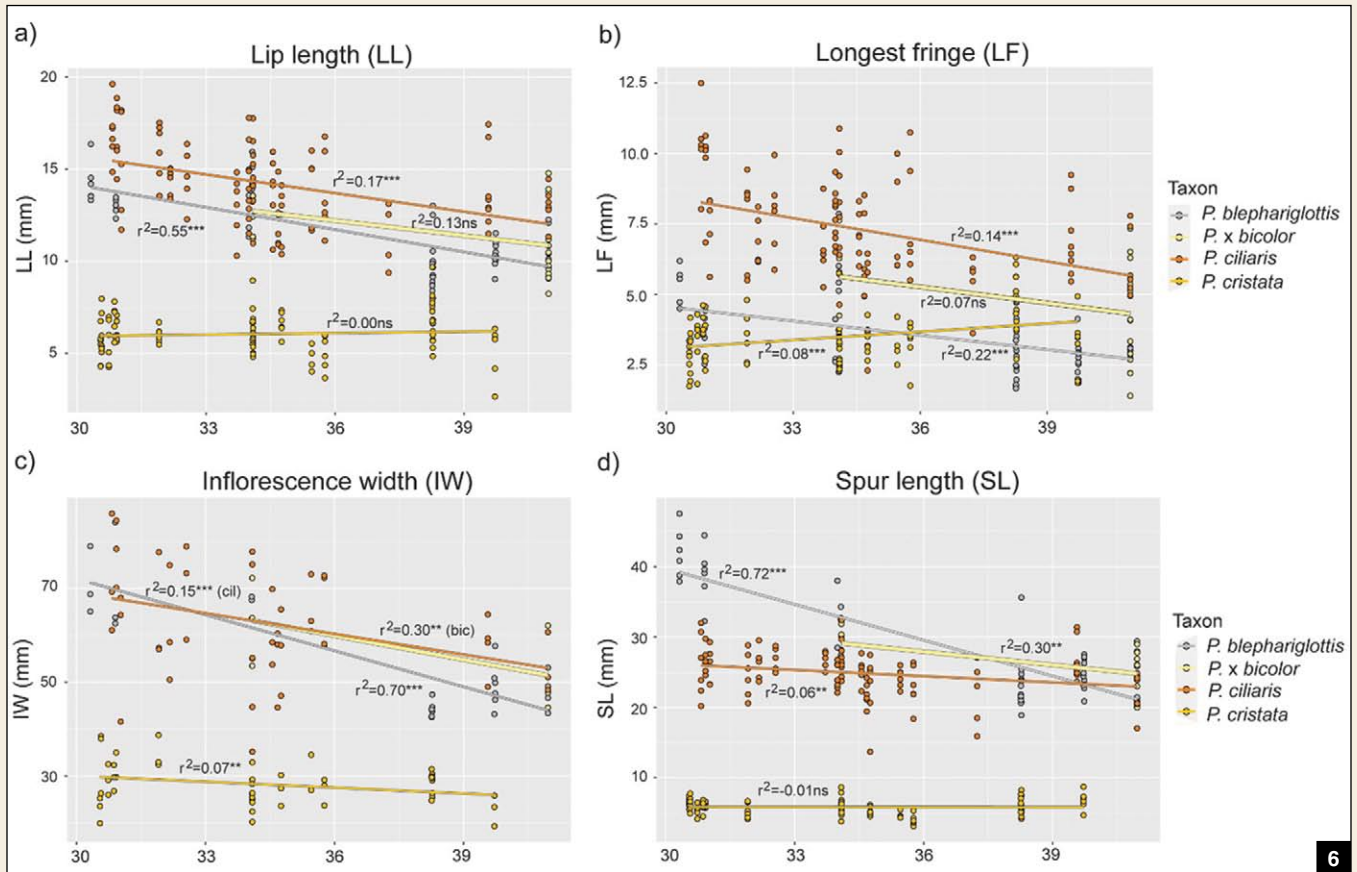 a)
Lip length (LL)
20
15
10
5
LL (mm)
r²=0.17***
r²=0.13ns
r²=0.55***
r²=0.00ns
30 33 36 39
b)
Longest fringe (LF)
12.5
10.0
7.5
5.0
2.5
LF (mm)
r²=0.14***
r²=0.07ns
r²=0.08***
r²=0.22***
30 33 36 39
Taxon
P. blephariglottis
P. x bicolor
P. ciliaris
P. cristata
c)
Inflorescence width (IW)
70
50
30
IW (mm)
r²=0.15*** (cil)
r²=0.30** (bic)
r²=0.70***
r²=0.07**
30 33 36 39
d)
Spur length (SL)
40
30
20
10
SL (mm)
r²=0.72***
r²=0.30**
r²=0.06**
r²=-0.01ns
30 33 36 39
Taxon
P. blephariglottis
P. x bicolor
P. ciliaris
P. cristata
6